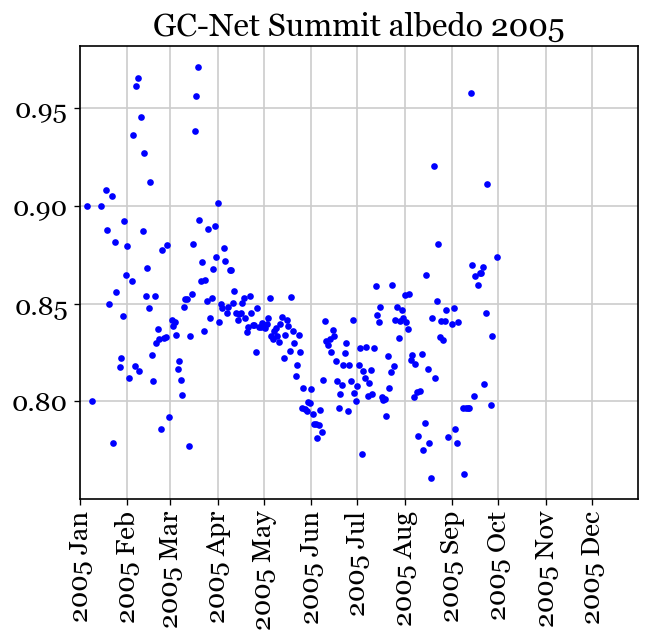 GC-Net Summit albedo 2005
0.95
0.90
0.85
0.80
2005 Jan
2005 Feb
2005 Mar
2005 Apr
2005 May
2005 Jun
2005 Jul
2005 Aug
2005 Sep
2005 Oct
2005 Nov
2005 Dec